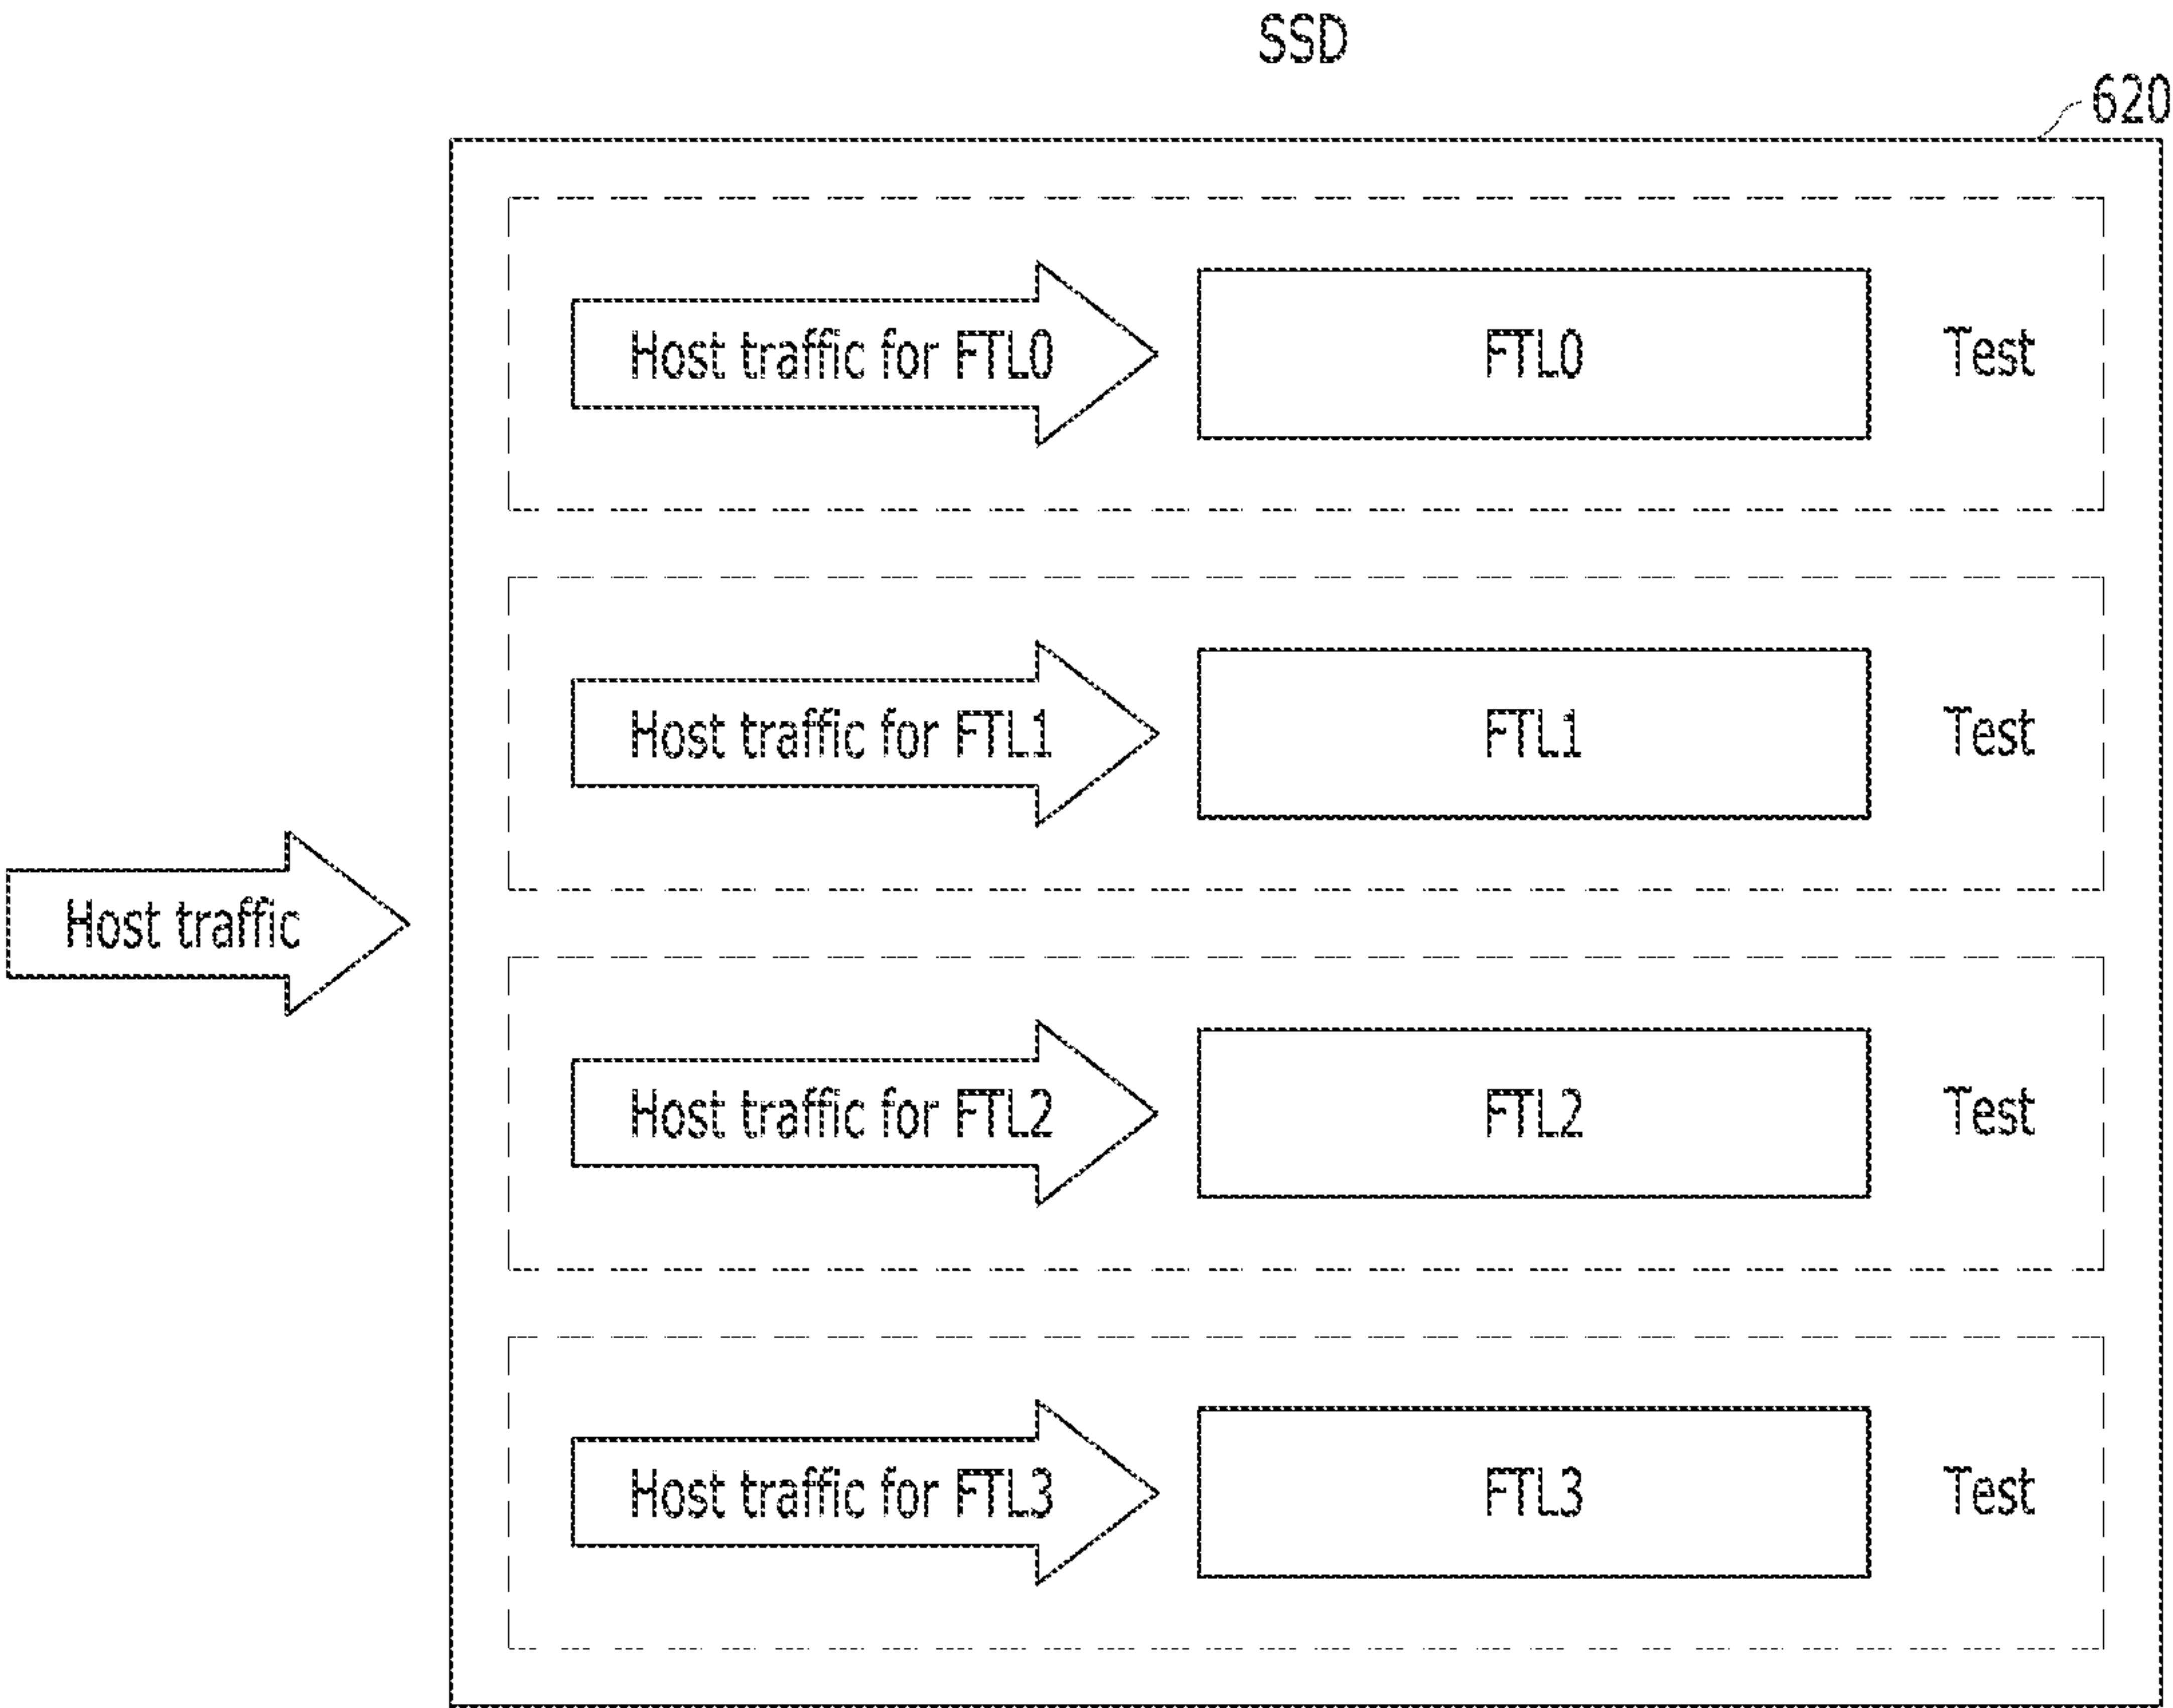 SSD
620
Host traffic for FTL0
FTL0
Test
Host traffic for FTL1
FTL1
Test
Host traffic
Host traffic for FTL2
FTL2
Test
Host traffic for FTL3
FTL3
Test